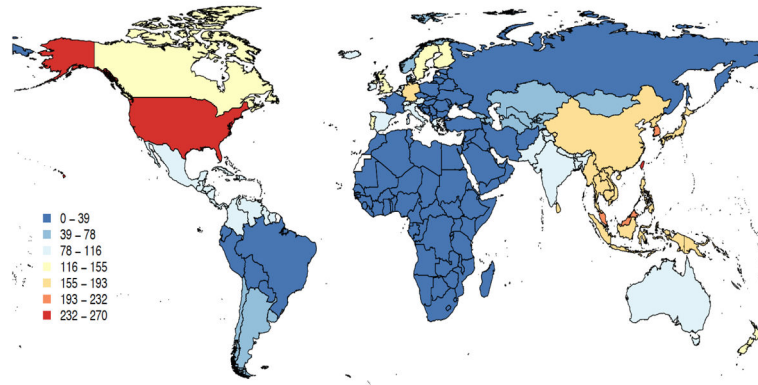 0 – 39
39 – 78
78 – 116
116 – 155
155 – 193
193 – 232
232 – 270